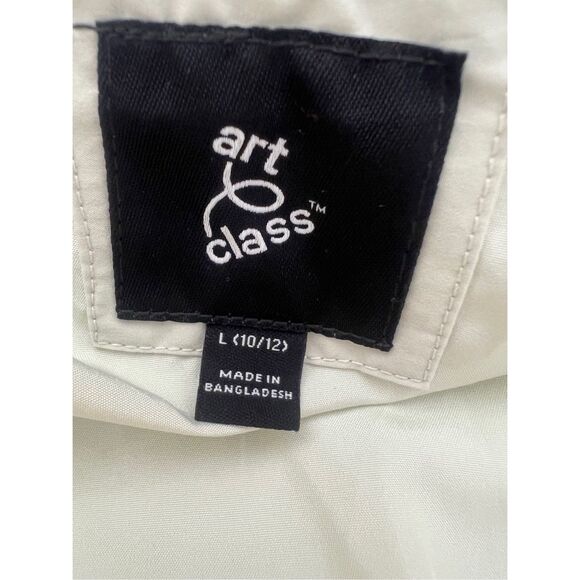 art
class™
L (10/12)
MADE IN
BANGLADESH